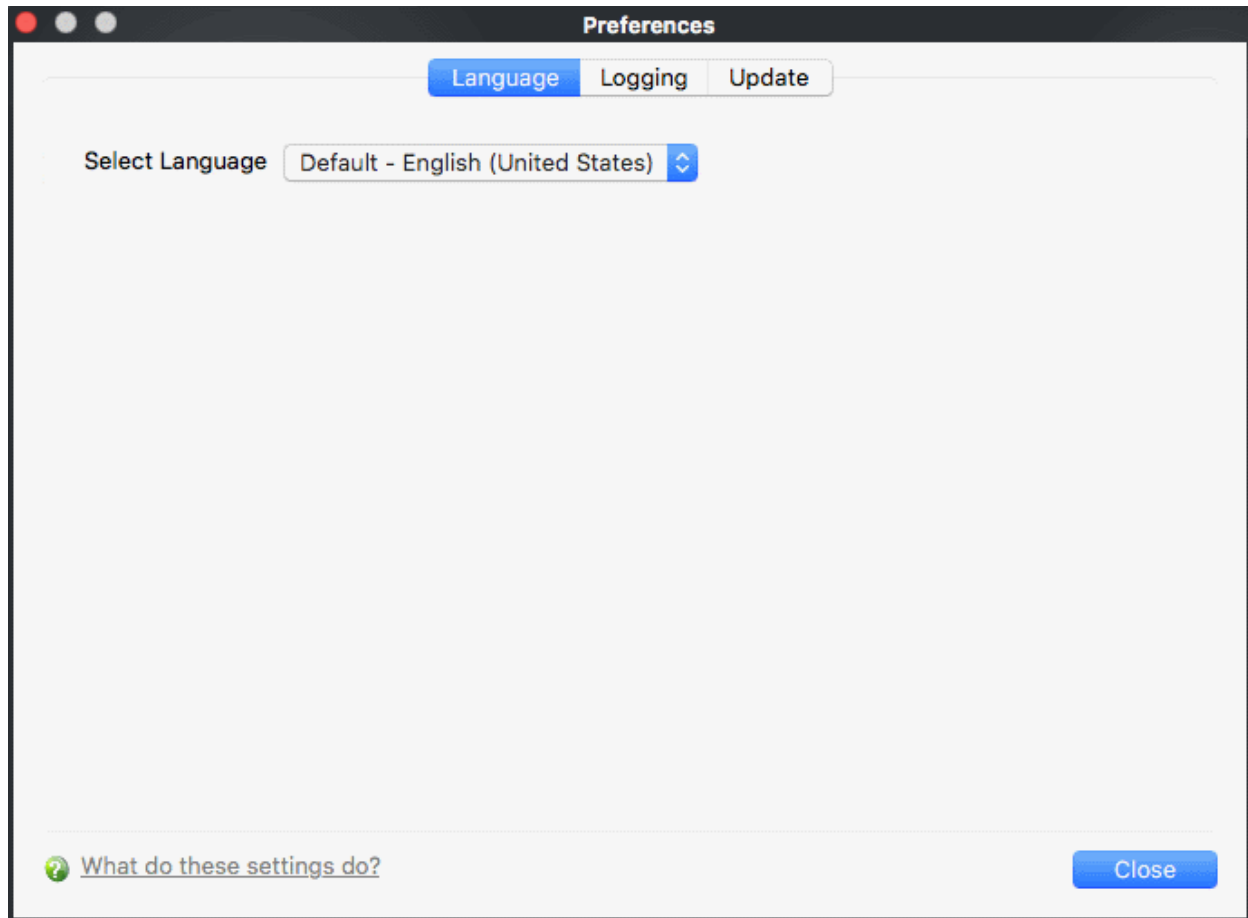 Preferences
Language Logging Update
Select Language Default - English (United States)
What do these settings do? Close